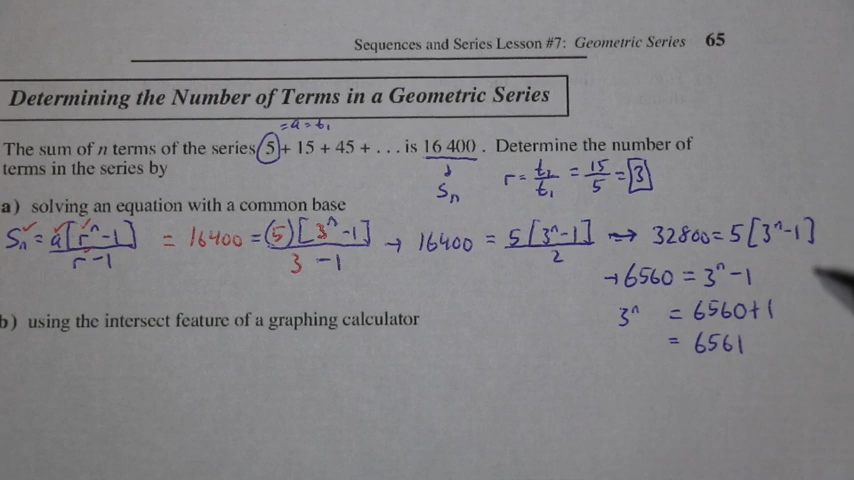 Sequences and Series Lesson #7: Geometric Series 65
Determining the Number of Terms in a Geometric Series
= a = t₁
The sum of n terms of the series 5 + 15 + 45 + . . . is 16 400 . Determine the number of
terms in the series by
Sₙ
r = t₂/t₁ = 15/5 = 3
a) solving an equation with a common base
Sₙ = a[rⁿ-1]/r-1 = 16400 = (5)[3ⁿ-1]/3-1 → 16400 = 5[3ⁿ-1]/2 → 32800 = 5[3ⁿ-1]
→ 6560 = 3ⁿ-1
3ⁿ = 6560+1
= 6561
b) using the intersect feature of a graphing calculator